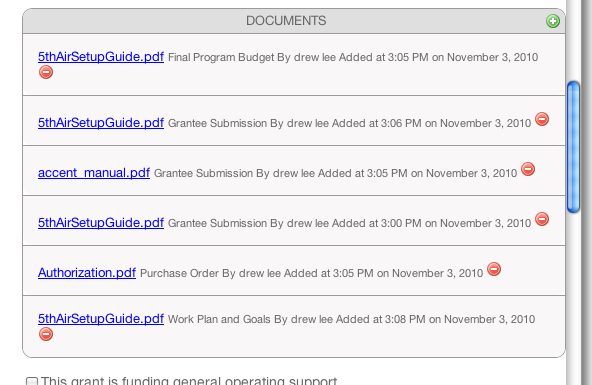 DOCUMENTS
5thAirSetupGuide.pdf Final Program Budget By drew lee Added at 3:05 PM on November 3, 2010
5thAirSetupGuide.pdf Grantee Submission By drew lee Added at 3:06 PM on November 3, 2010
accent_manual.pdf Grantee Submission By drew lee Added at 3:05 PM on November 3, 2010
5thAirSetupGuide.pdf Grantee Submission By drew lee Added at 3:00 PM on November 3, 2010
Authorization.pdf Purchase Order By drew lee Added at 3:05 PM on November 3, 2010
5thAirSetupGuide.pdf Work Plan and Goals By drew lee Added at 3:08 PM on November 3, 2010
This grant is funding general operating support